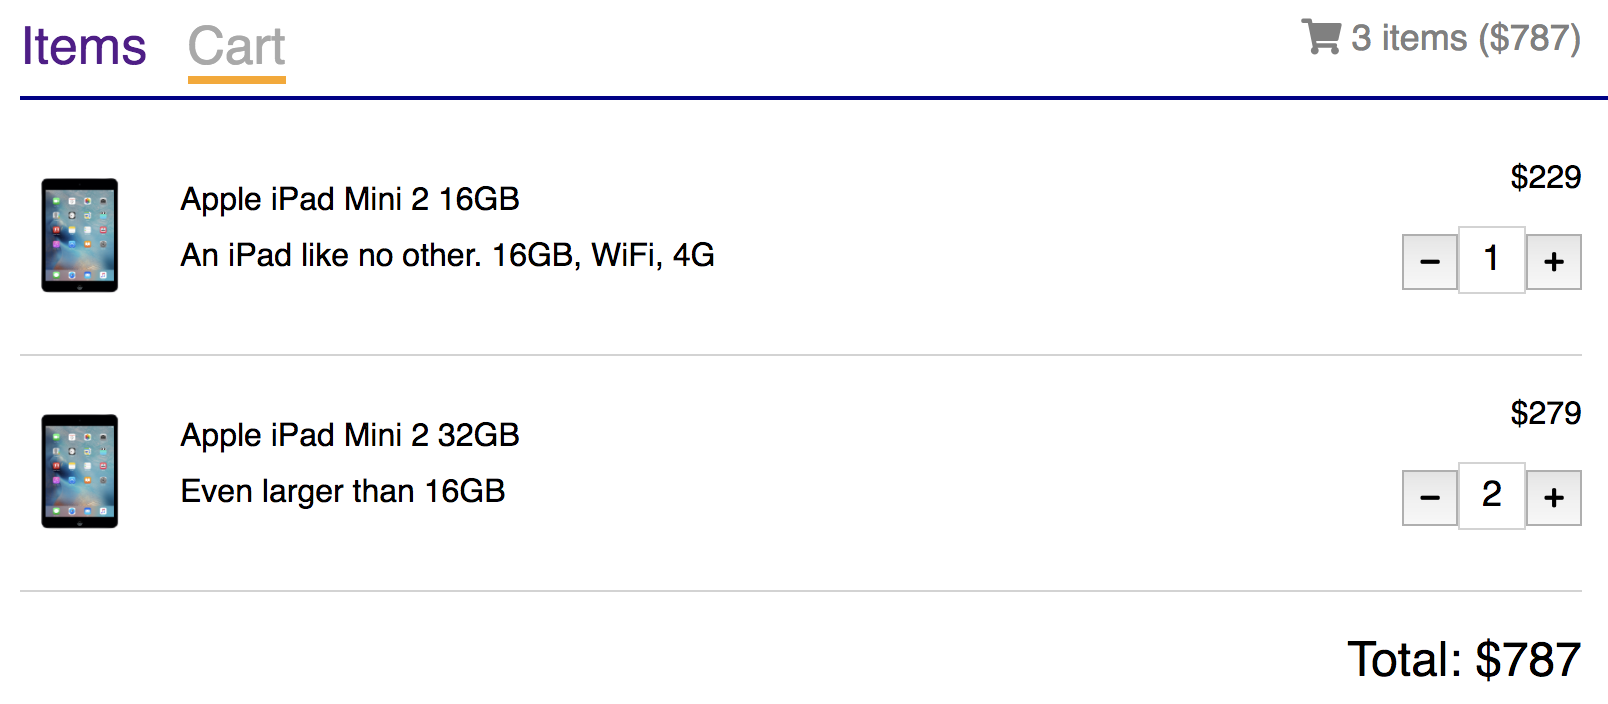 Items Cart 3 items ($787)
$229
Apple iPad Mini 2 16GB
An iPad like no other. 16GB, WiFi, 4G
− 1 +
$279
Apple iPad Mini 2 32GB
Even larger than 16GB
− 2 +
Total: $787